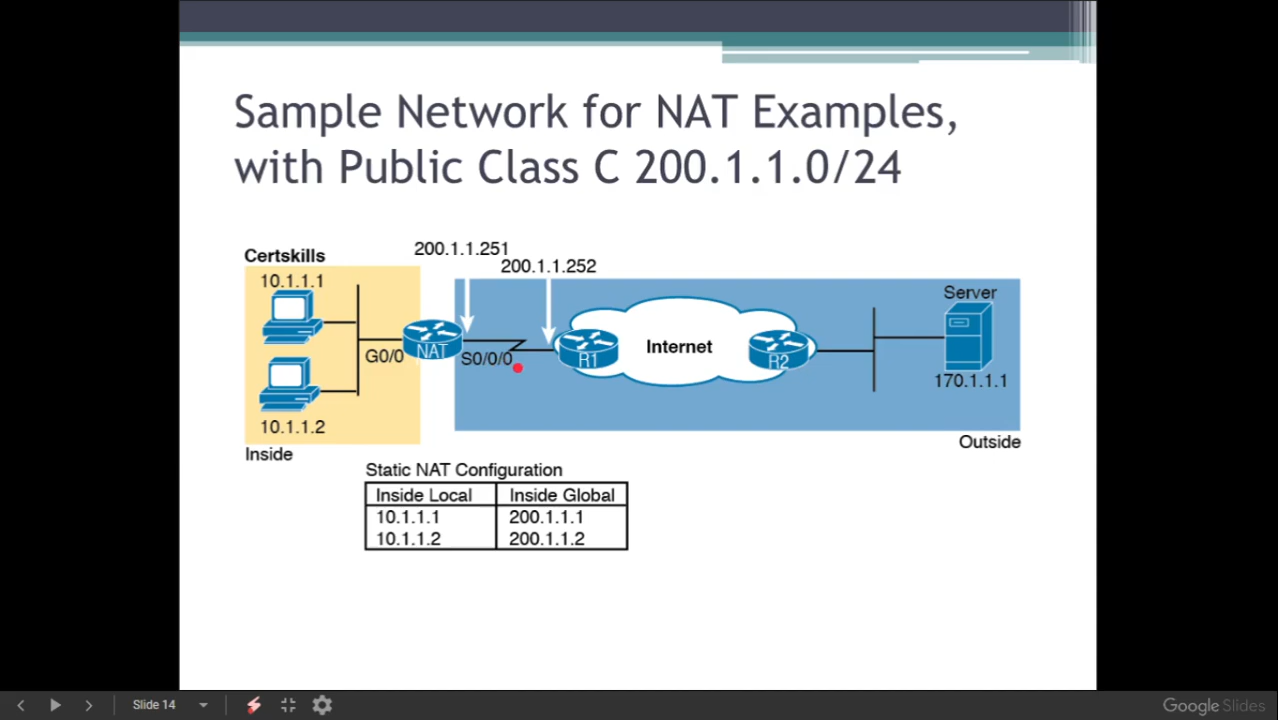 Sample Network for NAT Examples,
with Public Class C 200.1.1.0/24
200.1.1.251
200.1.1.252
Certskills
10.1.1.1
G0/0
NAT
S0/0/0
R1
Internet
R2
Server
170.1.1.1
10.1.1.2
Inside
Outside
Static NAT Configuration
Inside Local Inside Global
10.1.1.1 200.1.1.1
10.1.1.2 200.1.1.2
Slide 14
Google Slides